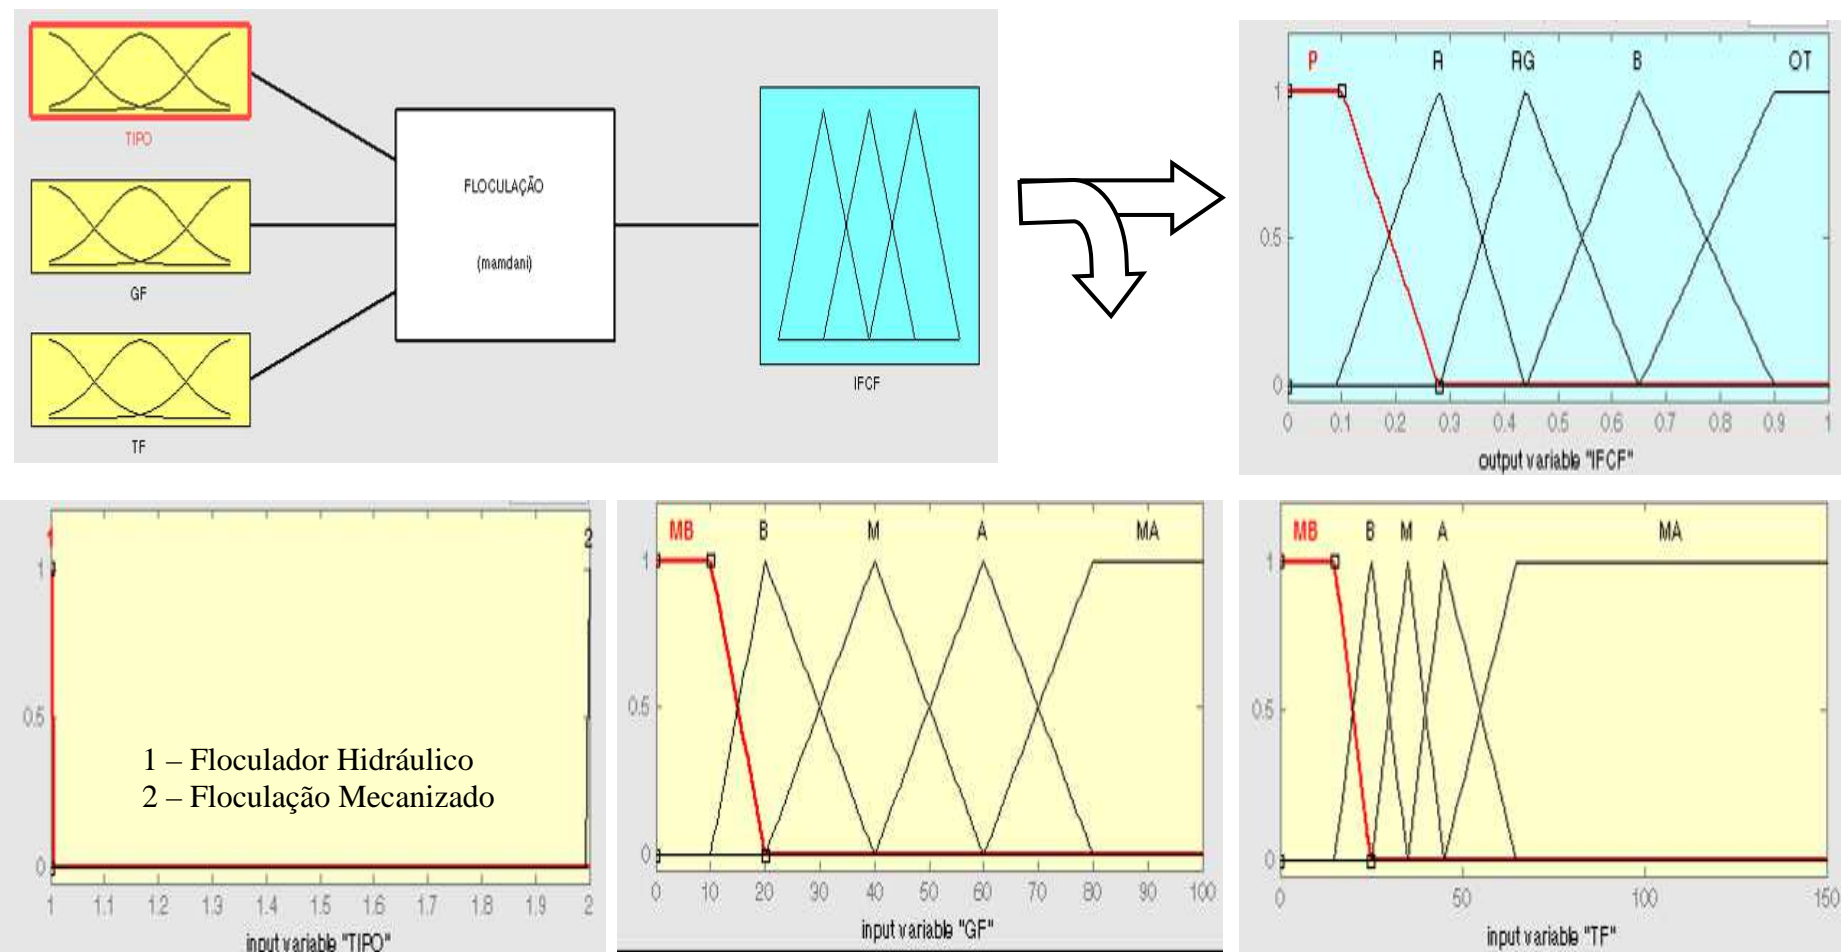 TIPO
GF
TF
FLOCULAÇÃO
(mamdani)
IFCF
P R RG B OT
1
0.5
0
0 0.1 0.2 0.3 0.4 0.5 0.6 0.7 0.8 0.9 1
output variable "IFCF"
1 2
1
0.5
0
1 – Floculador Hidráulico
2 – Floculação Mecanizado
1 1.1 1.2 1.3 1.4 1.5 1.6 1.7 1.8 1.9 2
input variable "TIPO"
MB B M A MA
1
0.5
0
0 10 20 30 40 50 60 70 80 90 100
input variable "GF"
MB B M A MA
1
0.5
0
0 50 100 150
input variable "TF"